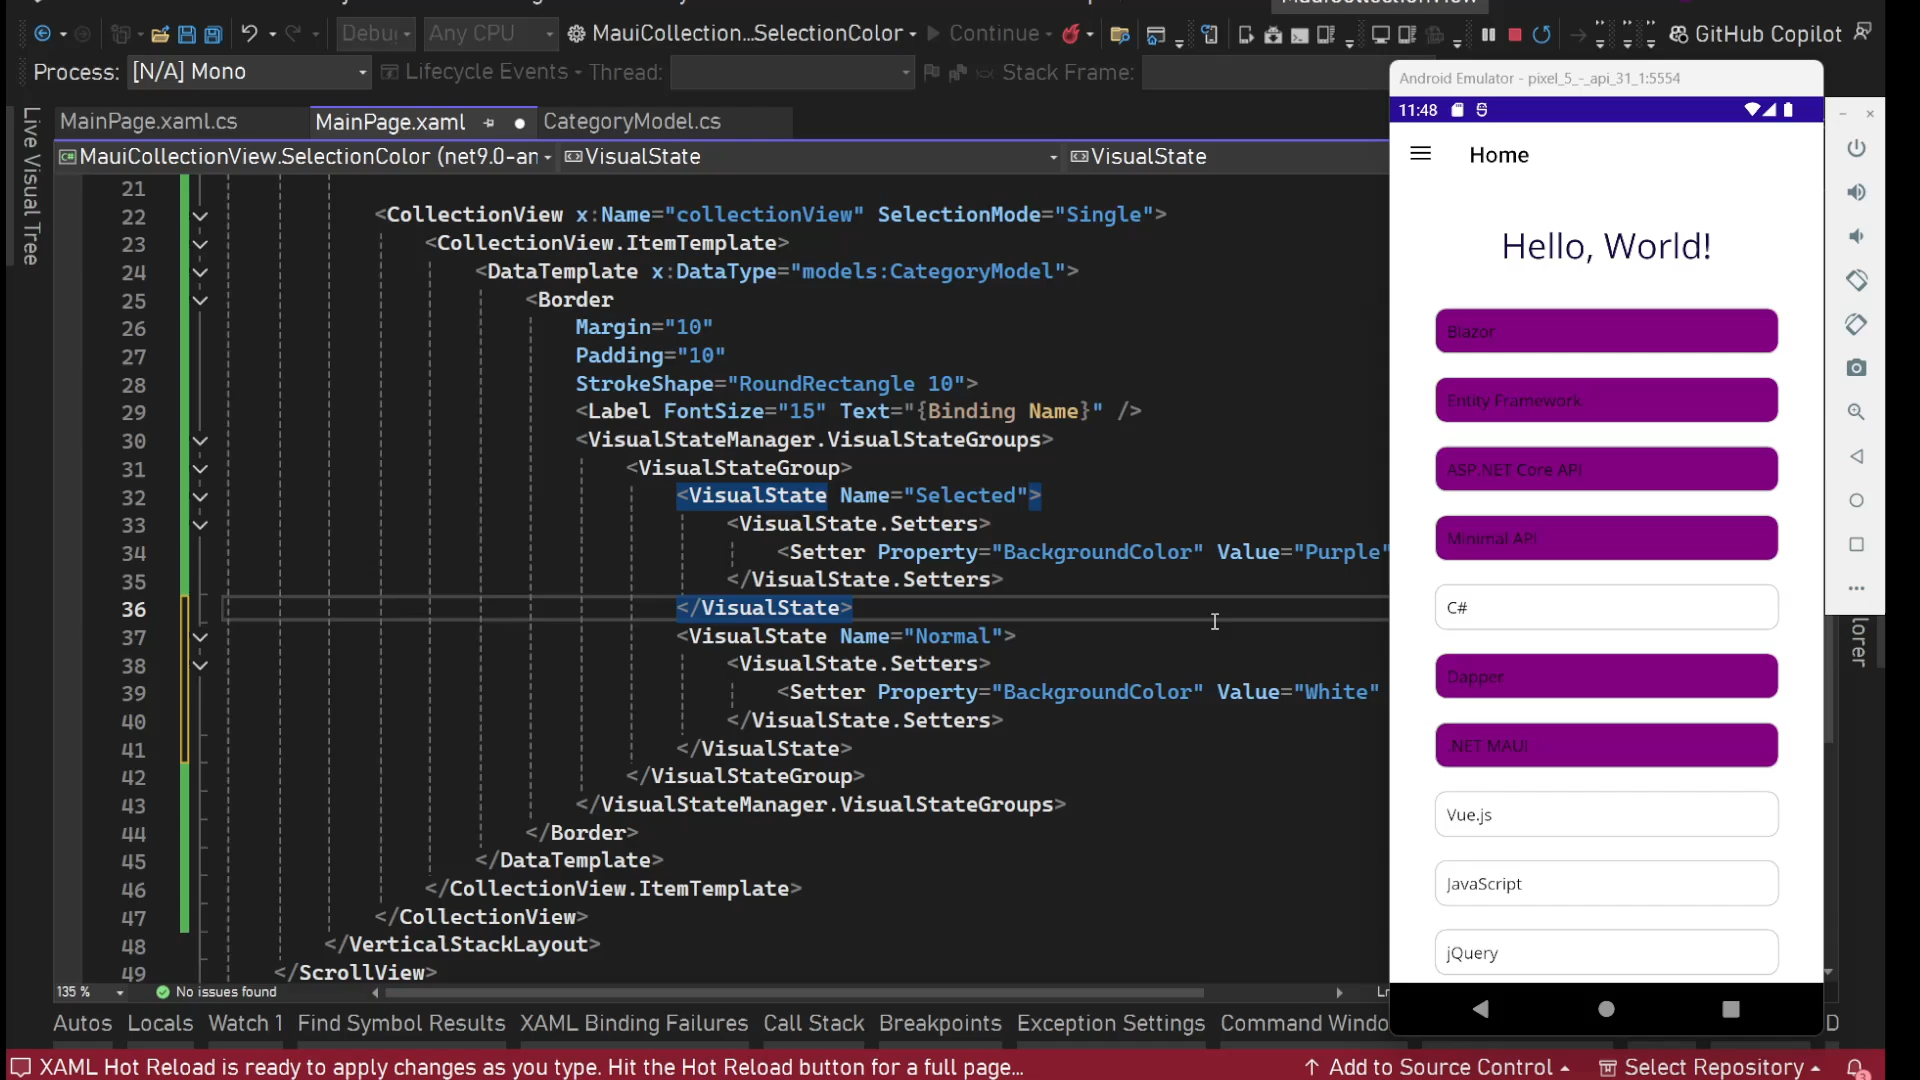 Debug Any CPU MauiCollection...SelectionColor Continue GitHub Copilot
Process: [N/A] Mono Lifecycle Events Thread: Stack Frame:
MainPage.xaml.cs MainPage.xaml CategoryModel.cs
MauiCollectionView.SelectionColor (net9.0-an VisualState VisualState
Live Visual Tree
21
22 <CollectionView x:Name="collectionView" SelectionMode="Single">
23 <CollectionView.ItemTemplate>
24 <DataTemplate x:DataType="models:CategoryModel">
25 <Border
26 Margin="10"
27 Padding="10"
28 StrokeShape="RoundRectangle 10">
29 <Label FontSize="15" Text="{Binding Name}" />
30 <VisualStateManager.VisualStateGroups>
31 <VisualStateGroup>
32 <VisualState Name="Selected">
33 <VisualState.Setters>
34 <Setter Property="BackgroundColor" Value="Purple"
35 </VisualState.Setters>
36 </VisualState>
37 <VisualState Name="Normal">
38 <VisualState.Setters>
39 <Setter Property="BackgroundColor" Value="White"
40 </VisualState.Setters>
41 </VisualState>
42 </VisualStateGroup>
43 </VisualStateManager.VisualStateGroups>
44 </Border>
45 </DataTemplate>
46 </CollectionView.ItemTemplate>
47 </CollectionView>
48 </VerticalStackLayout>
49 </ScrollView>
135 % No issues found
Autos Locals Watch 1 Find Symbol Results XAML Binding Failures Call Stack Breakpoints Exception Settings Command Windo
XAML Hot Reload is ready to apply changes as you type. Hit the Hot Reload button for a full page... Add to Source Control Select Repository
Android Emulator - pixel_5_-_api_31_1:5554
11:48
Home
Hello, World!
Blazor
Entity Framework
ASP.NET Core API
Minimal API
C#
Dapper
.NET MAUI
Vue.js
JavaScript
jQuery
lorer